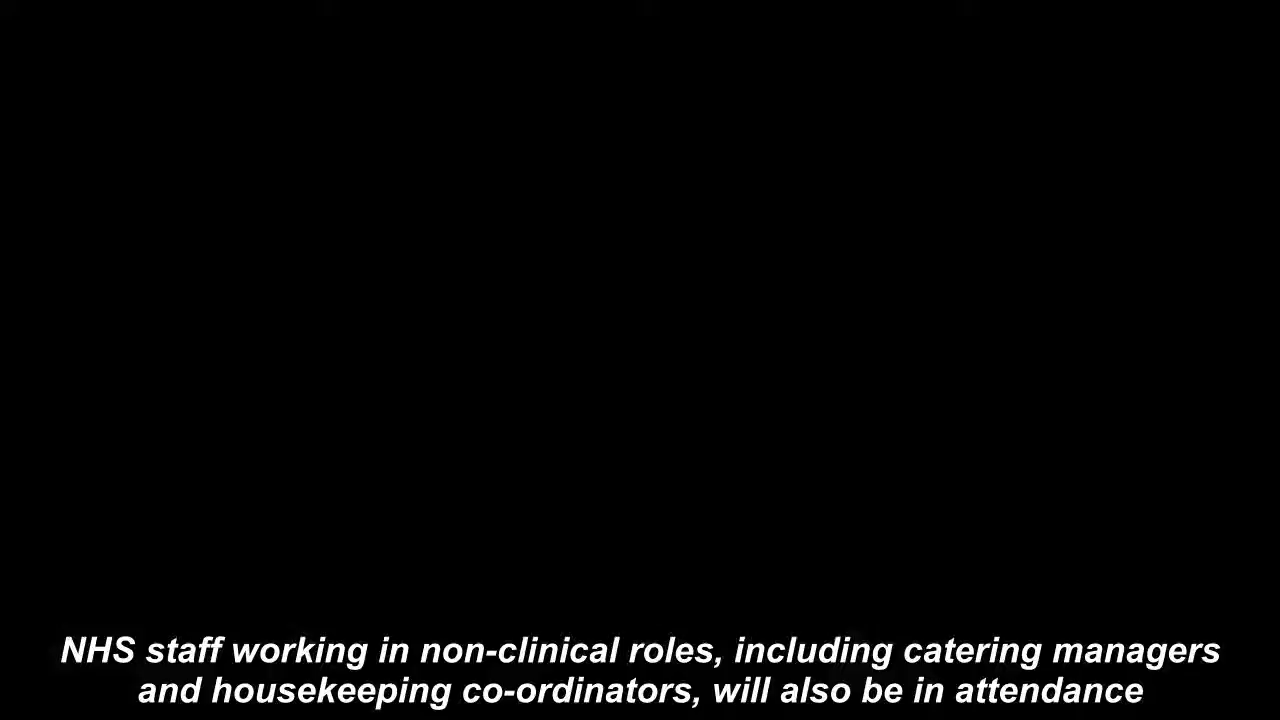 NHS staff working in non-clinical roles, including catering managers
and housekeeping co-ordinators, will also be in attendance